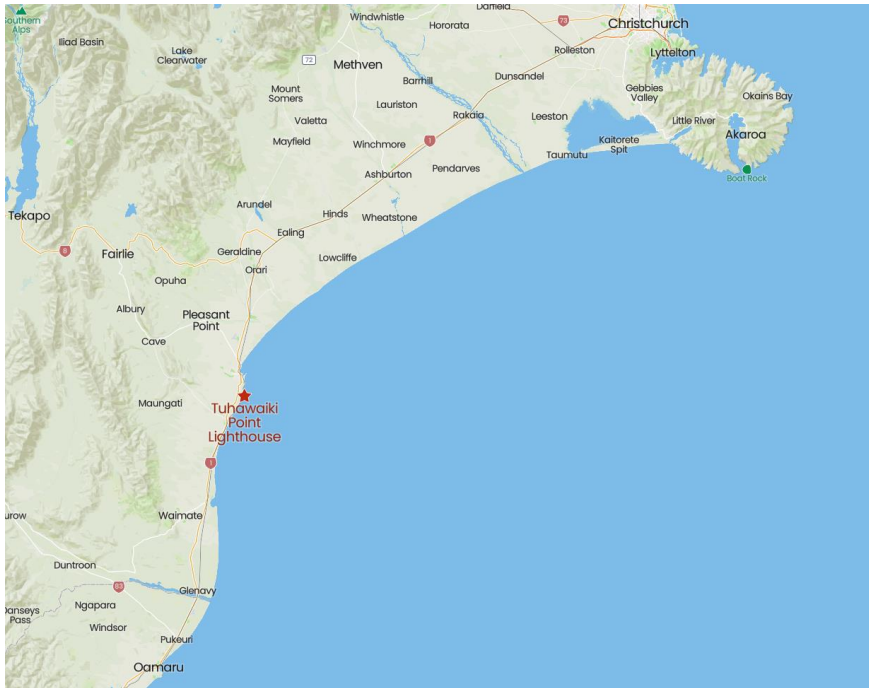 Southern
Alps
Windwhistle
Darfield
Hororata
73
Christchurch
Iliad Basin
Lake
Clearwater
72
Methven
Rolleston
Lyttelton
Barrhill
Dunsandel
Mount
Somers
Lauriston
Gebbies
Valley
Okains Bay
Valetta
Rakaia
Leeston
Little River
Akaroa
Mayfield
Winchmore
1
Kaitorete
Spit
Taumutu
Ashburton
Pendarves
Boat Rock
Tekapo
Arundel
Hinds
Wheatstone
Ealing
8
Fairlie
Geraldine
Lowcliffe
Orari
Opuha
Albury
Pleasant
Point
Cave
Maungati
Tuhawaiki
Point
Lighthouse
1
urow
Waimate
Duntroon
83
Glenavy
Danseys
Pass
Ngapara
Windsor
Pukeuri
Oamaru